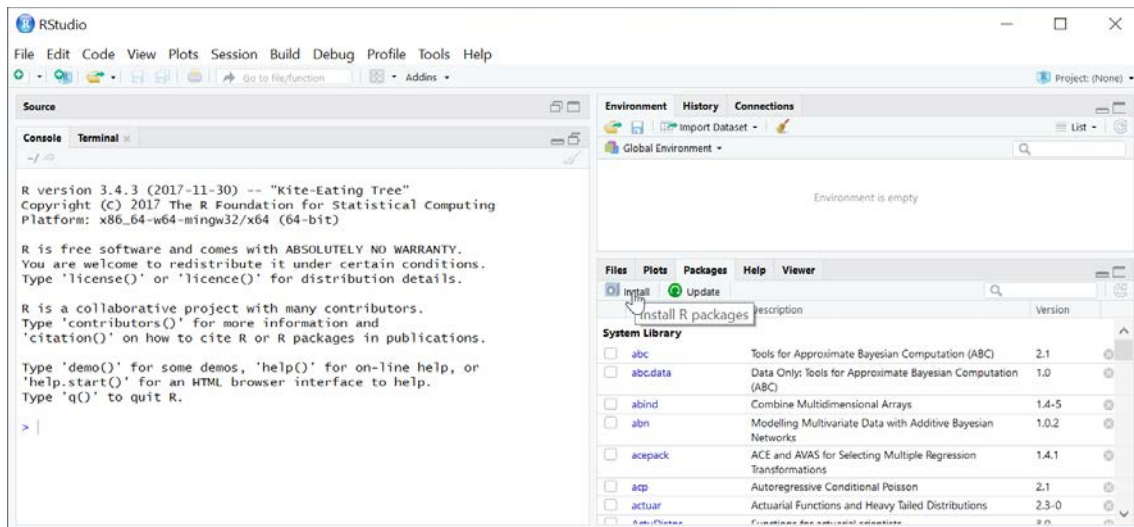 RStudio
File Edit Code View Plots Session Build Debug Profile Tools Help
Go to file/function Addins Project: (None)
Source
Console Terminal
~/
R version 3.4.3 (2017-11-30) -- "Kite-Eating Tree"
Copyright (C) 2017 The R Foundation for Statistical Computing
Platform: x86_64-w64-mingw32/x64 (64-bit)
R is free software and comes with ABSOLUTELY NO WARRANTY.
You are welcome to redistribute it under certain conditions.
Type 'license()' or 'licence()' for distribution details.
R is a collaborative project with many contributors.
Type 'contributors()' for more information and
'citation()' on how to cite R or R packages in publications.
Type 'demo()' for some demos, 'help()' for on-line help, or
'help.start()' for an HTML browser interface to help.
Type 'q()' to quit R.
>
Environment History Connections
Import Dataset List
Global Environment
Environment is empty
Files Plots Packages Help Viewer
Install Update
Install R packages
Description Version
System Library
abc Tools for Approximate Bayesian Computation (ABC) 2.1
abc.data Data Only: Tools for Approximate Bayesian Computation 1.0
(ABC)
abind Combine Multidimensional Arrays 1.4-5
abn Modelling Multivariate Data with Additive Bayesian 1.0.2
Networks
acepack ACE and AVAS for Selecting Multiple Regression 1.4.1
Transformations
acp Autoregressive Conditional Poisson 2.1
actuar Actuarial Functions and Heavy Tailed Distributions 2.3-0